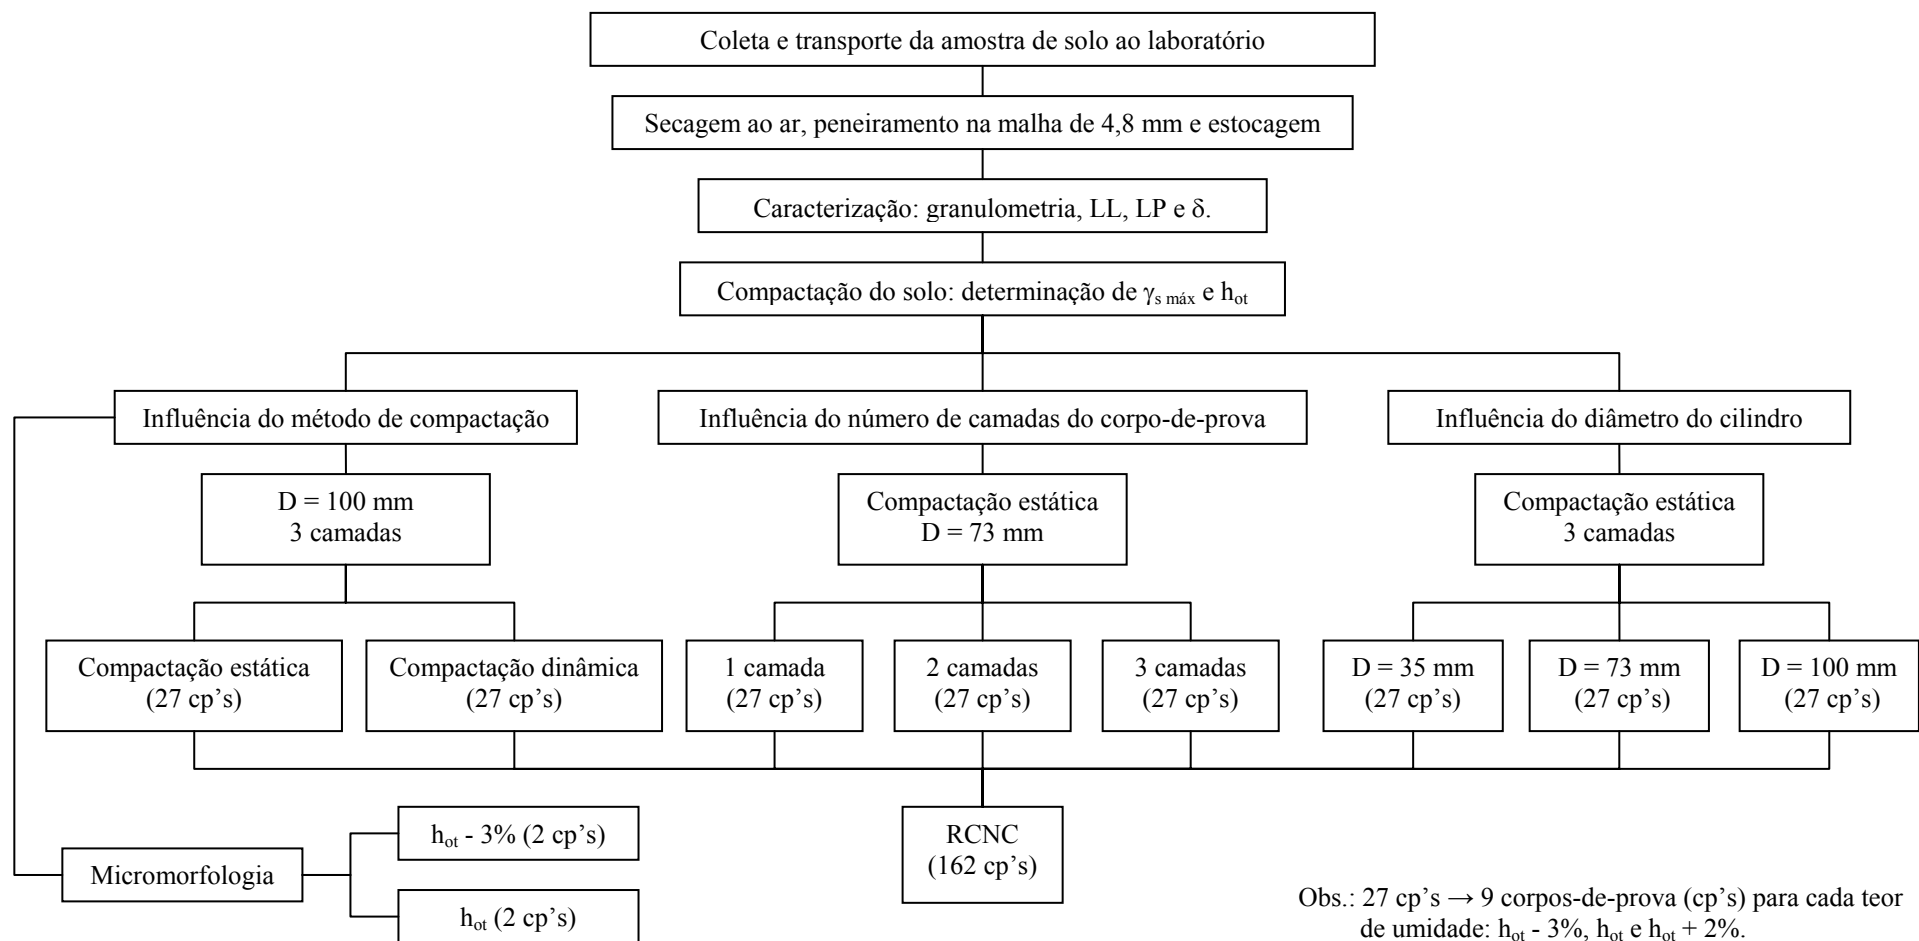 Coleta e transporte da amostra de solo ao laboratório
Secagem ao ar, peneiramento na malha de 4,8 mm e estocagem
Caracterização: granulometria, LL, LP e δ.
Compactação do solo: determinação de γs máx e hot
Influência do método de compactação
Influência do número de camadas do corpo-de-prova
Influência do diâmetro do cilindro
D = 100 mm
3 camadas
Compactação estática
D = 73 mm
Compactação estática
3 camadas
Compactação estática
(27 cp’s)
Compactação dinâmica
(27 cp’s)
1 camada
(27 cp’s)
2 camadas
(27 cp’s)
3 camadas
(27 cp’s)
D = 35 mm
(27 cp’s)
D = 73 mm
(27 cp’s)
D = 100 mm
(27 cp’s)
Micromorfologia
hot - 3% (2 cp’s)
hot (2 cp’s)
RCNC
(162 cp’s)
Obs.: 27 cp’s → 9 corpos-de-prova (cp’s) para cada teor
de umidade: hot - 3%, hot e hot + 2%.